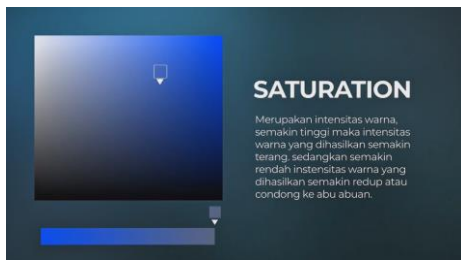 SATURATION
Merupakan intensitas warna,
semakin tinggi maka intensitas
warna yang dihasilkan semakin
terang. sedangkan semakin
rendah instensitas warna yang
dihasilkan semakin redup atau
condong ke abu abuan.